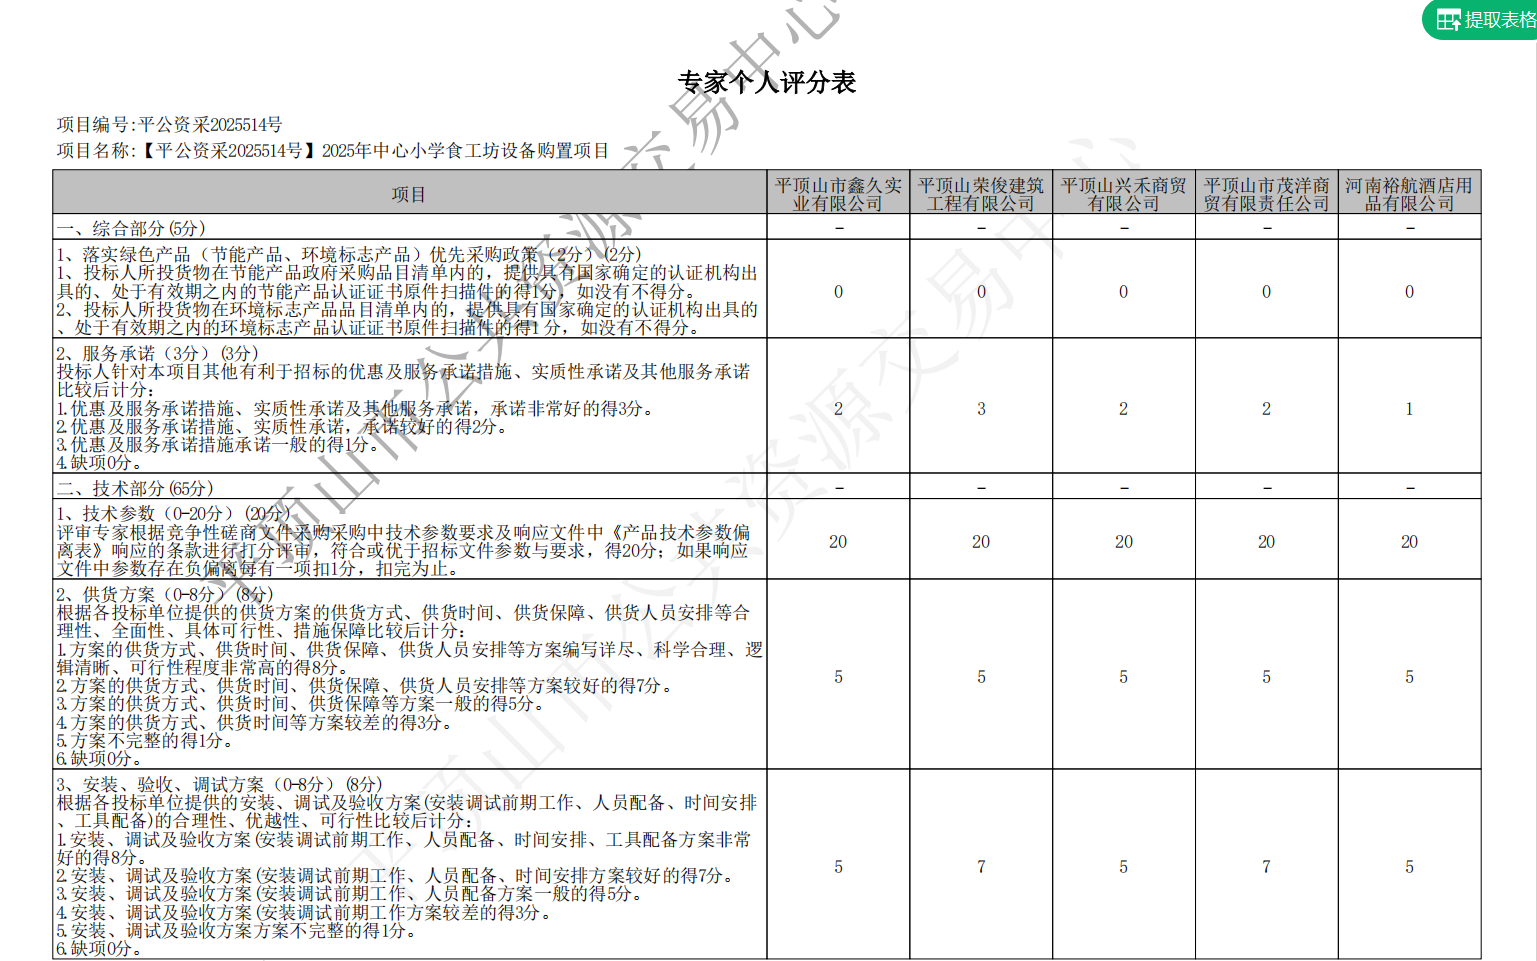 提取表格
专家个人评分表
项目编号:平公资采2025514号
项目名称:【平公资采2025514号】2025年中心小学食工坊设备购置项目
项目 平顶山市鑫久实业有限公司 平顶山荣俊建筑工程有限公司 平顶山兴禾商贸有限公司 平顶山市茂洋商贸有限责任公司 河南裕航酒店用品有限公司
一、综合部分(5分) - - - - -
1、落实绿色产品（节能产品、环境标志产品）优先采购政策（2分）(2分)
1、投标人所投货物在节能产品政府采购品目清单内的，提供具有国家确定的认证机构出
具的、处于有效期之内的节能产品认证证书原件扫描件的得1分，如没有不得分。
2、投标人所投货物在环境标志产品品目清单内的，提供具有国家确定的认证机构出具的
、处于有效期之内的环境标志产品认证证书原件扫描件的得1分，如没有不得分。
0 0 0 0 0
2、服务承诺（3分）(3分)
投标人针对本项目其他有利于招标的优惠及服务承诺措施、实质性承诺及其他服务承诺
比较后计分：
1.优惠及服务承诺措施、实质性承诺及其他服务承诺，承诺非常好的得3分。
2.优惠及服务承诺措施、实质性承诺，承诺较好的得2分。
3.优惠及服务承诺措施承诺一般的得1分。
4.缺项0分。
2 3 2 2 1
二、技术部分(65分) - - - - -
1、技术参数（0-20分）(20分)
评审专家根据竞争性磋商文件采购采购中技术参数要求及响应文件中《产品技术参数偏
离表》响应的条款进行打分评审，符合或优于招标文件参数与要求，得20分；如果响应
文件中参数存在负偏离每有一项扣1分，扣完为止。
20 20 20 20 20
2、供货方案（0-8分）(8分)
根据各投标单位提供的供货方案的供货方式、供货时间、供货保障、供货人员安排等合
理性、全面性、具体可行性、措施保障比较后计分：
1.方案的供货方式、供货时间、供货保障、供货人员安排等方案编写详尽、科学合理、逻
辑清晰、可行性程度非常高的得8分。
2.方案的供货方式、供货时间、供货保障、供货人员安排等方案较好的得7分。
3.方案的供货方式、供货时间、供货保障等方案一般的得5分。
4.方案的供货方式、供货时间等方案较差的得3分。
5.方案不完整的得1分。
6.缺项0分。
5 5 5 5 5
3、安装、验收、调试方案（0-8分）(8分)
根据各投标单位提供的安装、调试及验收方案(安装调试前期工作、人员配备、时间安排
、工具配备)的合理性、优越性、可行性比较后计分：
1.安装、调试及验收方案(安装调试前期工作、人员配备、时间安排、工具配备方案非常
好的得8分。
2.安装、调试及验收方案(安装调试前期工作、人员配备、时间安排方案较好的得7分。
3.安装、调试及验收方案(安装调试前期工作、人员配备方案一般的得5分。
4.安装、调试及验收方案(安装调试前期工作方案较差的得3分。
5.安装、调试及验收方案方案不完整的得1分。
6.缺项0分。
5 7 5 7 5
平顶山市公共资源交易中心
平顶山市公共资源交易中心